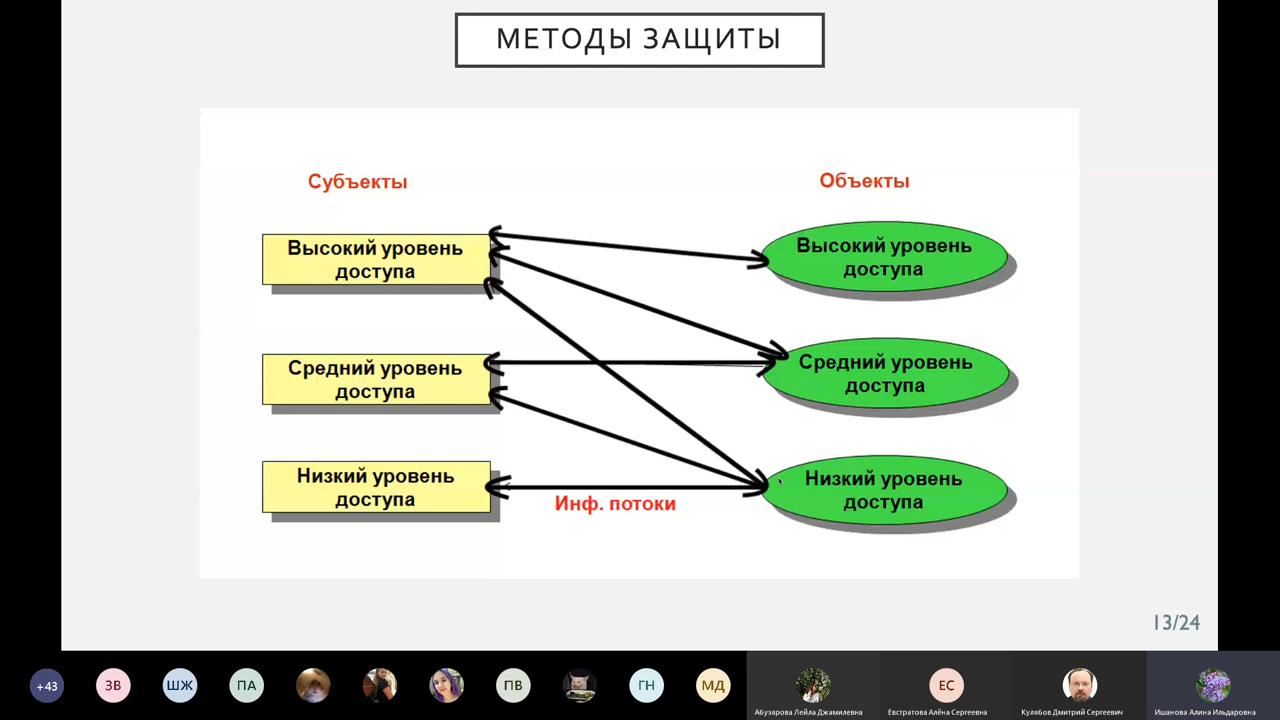 МЕТОДЫ ЗАЩИТЫ
Субъекты
Объекты
Высокий уровень
доступа
Высокий уровень
доступа
Средний уровень
доступа
Средний уровень
доступа
Низкий уровень
доступа
Низкий уровень
доступа
Инф. потоки
13/24
+43
ЗВ
ШЖ
ПА
ПВ
ГН
МД
ЕС
Абузярова Лейла Джамилевна
Евстратова Алёна Сергеевна
Кулябов Дмитрий Сергеевич
Ишанова Алина Ильдаровна